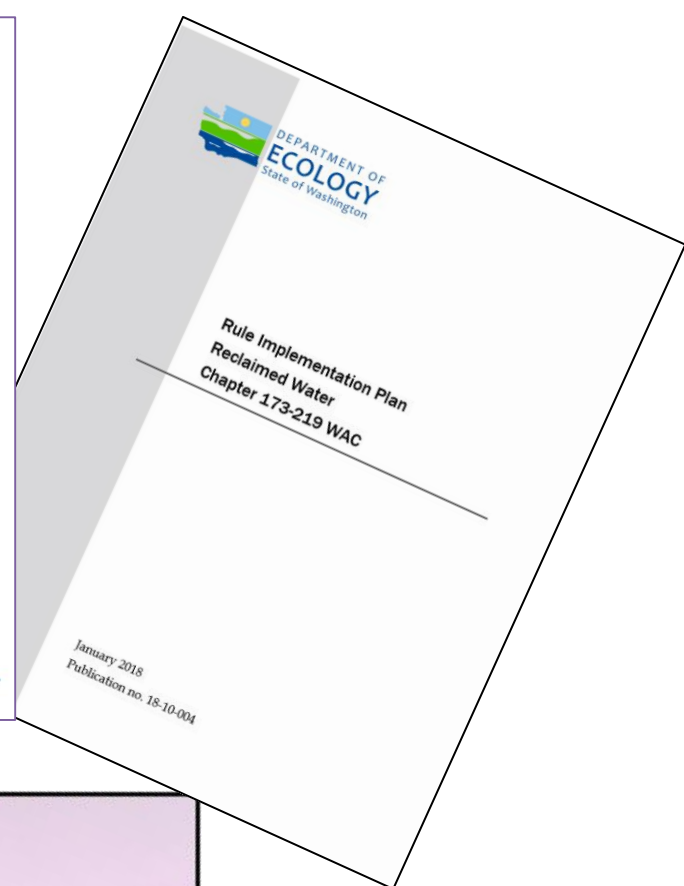 DEPARTMENT OF
ECOLOGY
State of Washington
Rule Implementation Plan
Reclaimed Water
Chapter 173-219 WAC
January 2018
Publication no. 18-10-004